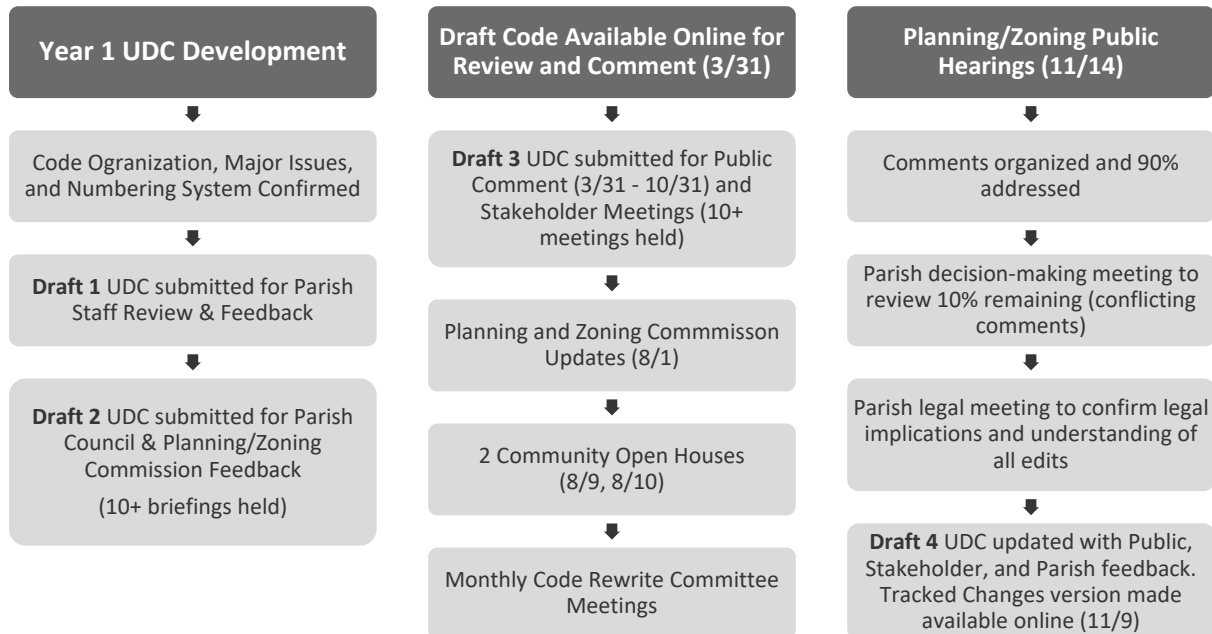 Year 1 UDC Development
Code Ogranization, Major Issues,
and Numbering System Confirmed
Draft 1 UDC submitted for Parish
Staff Review & Feedback
Draft 2 UDC submitted for Parish
Council & Planning/Zoning
Commission Feedback
(10+ briefings held)
Draft Code Available Online for
Review and Comment (3/31)
Draft 3 UDC submitted for Public
Comment (3/31 - 10/31) and
Stakeholder Meetings (10+
meetings held)
Planning and Zoning Commmisson
Updates (8/1)
2 Community Open Houses
(8/9, 8/10)
Monthly Code Rewrite Committee
Meetings
Planning/Zoning Public
Hearings (11/14)
Comments organized and 90%
addressed
Parish decision-making meeting to
review 10% remaining (conflicting
comments)
Parish legal meeting to confirm legal
implications and understanding of
all edits
Draft 4 UDC updated with Public,
Stakeholder, and Parish feedback.
Tracked Changes version made
available online (11/9)